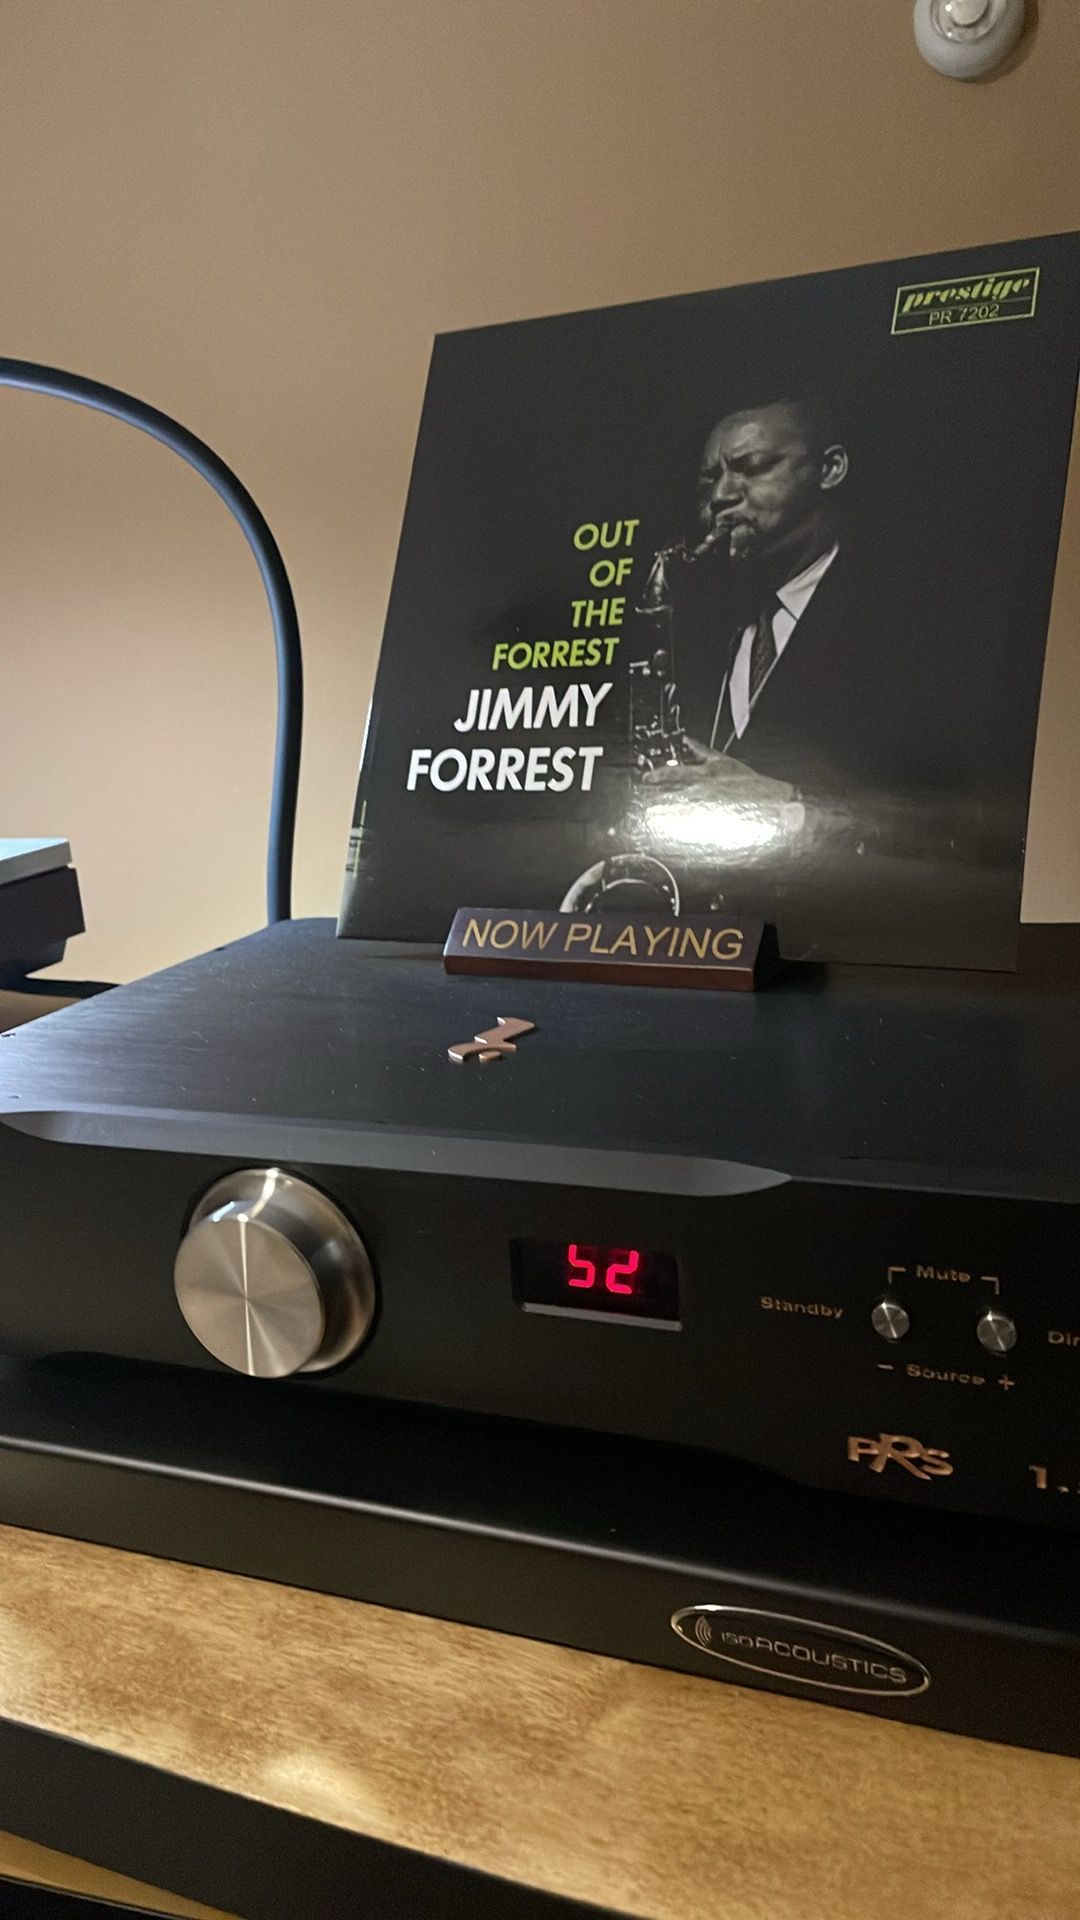 prestige
PR 7202
OUT
OF
THE
FORREST
JIMMY
FORREST
NOW PLAYING
52
Mute
Standby
- Source +
PRS
isoACOUSTICS